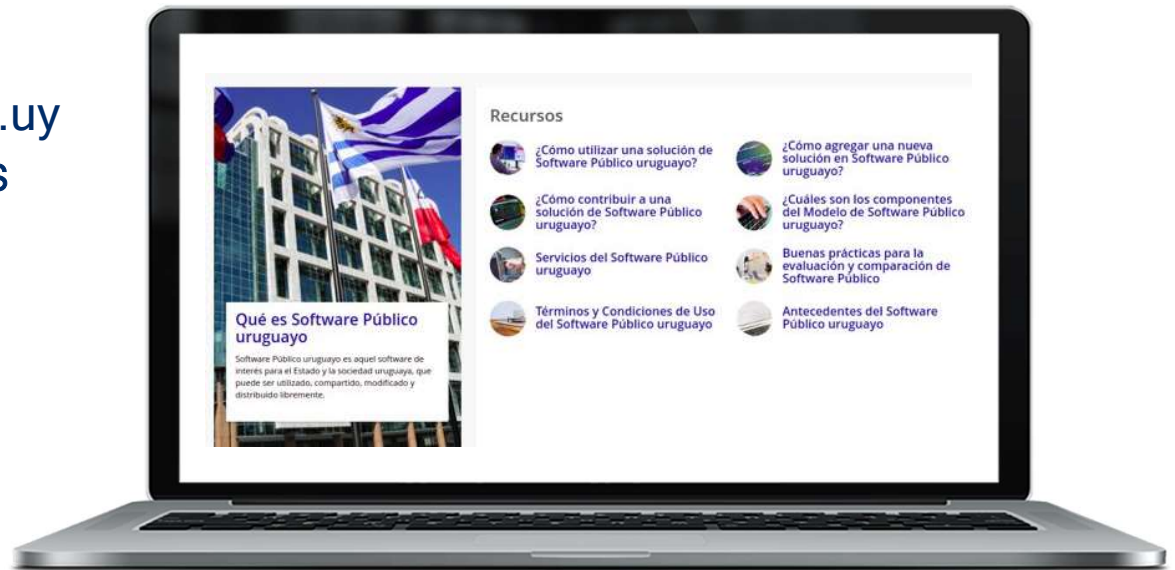 .uy
s
Recursos
¿Cómo utilizar una solución de
Software Público uruguayo?
¿Cómo agregar una nueva
solución en Software Público
uruguayo?
¿Cómo contribuir a una
solución de Software Público
uruguayo?
¿Cuáles son los componentes
del Modelo de Software Público
uruguayo?
Servicios del Software Público
uruguayo
Buenas prácticas para la
evaluación y comparación de
Software Público
Términos y Condiciones de Uso
del Software Público uruguayo
Antecedentes del Software
Público uruguayo
Qué es Software Público
uruguayo
Software Público uruguayo es aquel software de
interés para el Estado y la sociedad uruguaya, que
puede ser utilizado, compartido, modificado y
distribuido libremente.